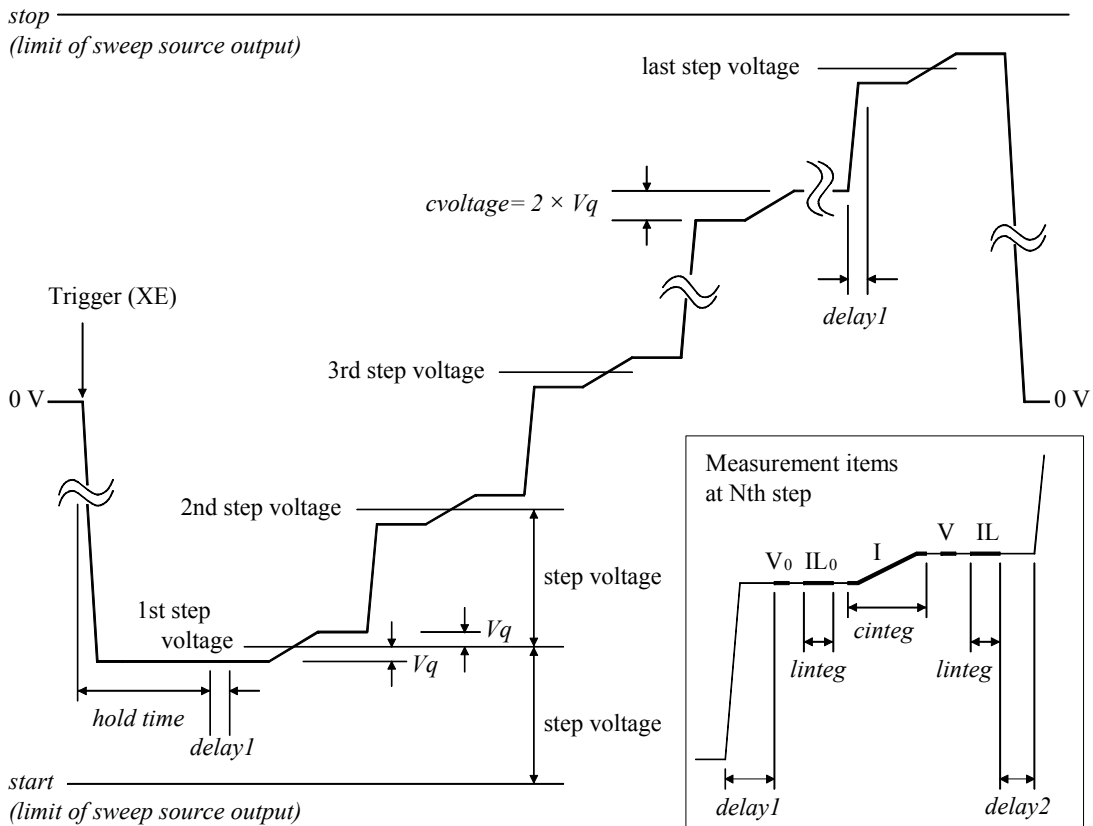 stop
(limit of sweep source output)
last step voltage
cvoltage= 2 × Vq
delay1
Trigger (XE)
3rd step voltage
0 V
0 V
2nd step voltage
step voltage
1st step
voltage
Vq
Vq
hold time
delay1
step voltage
start
(limit of sweep source output)
Measurement items
at Nth step
V0 IL0 I V IL
cinteg
linteg
linteg
delay1
delay2